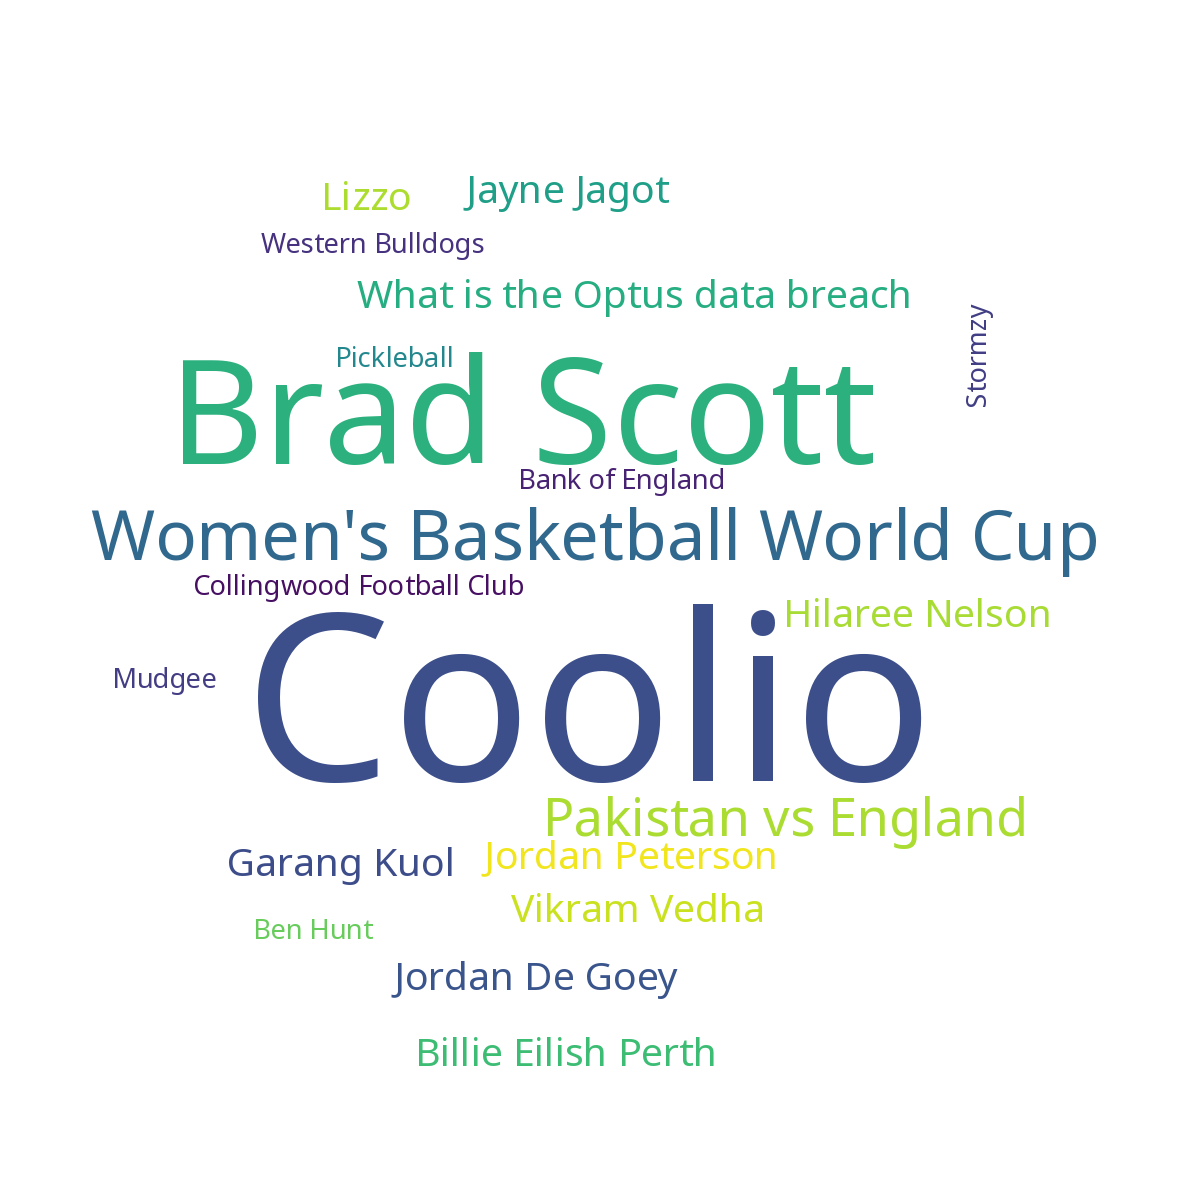 Lizzo
Jayne Jagot
Western Bulldogs
What is the Optus data breach
Stormzy
Pickleball
Brad Scott
Bank of England
Women's Basketball World Cup
Collingwood Football Club
Hilaree Nelson
Mudgee
Coolio
Pakistan vs England
Garang Kuol
Jordan Peterson
Vikram Vedha
Ben Hunt
Jordan De Goey
Billie Eilish Perth